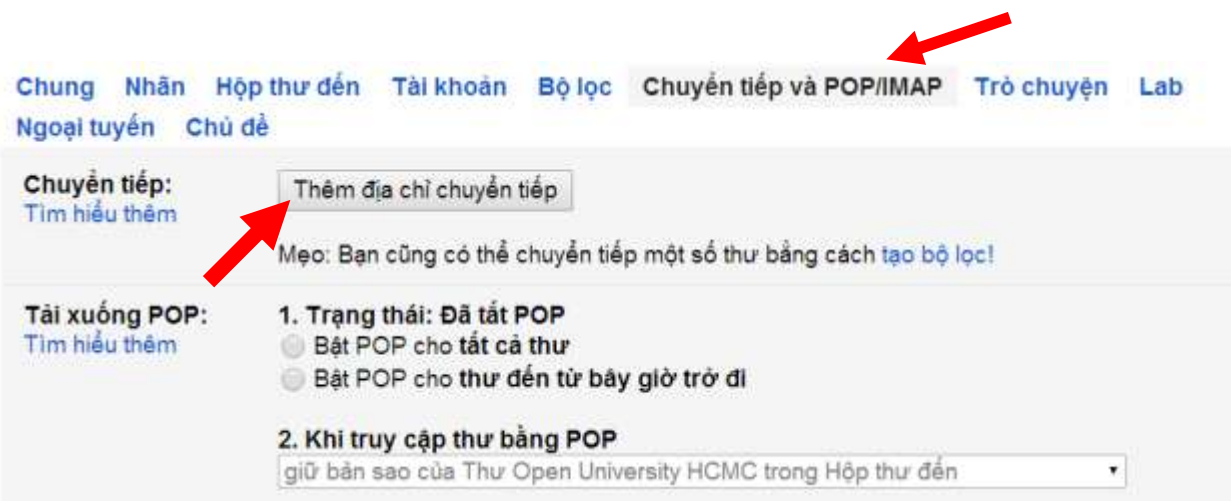 Chung Nhãn Hộp thư đến Tài khoản Bộ lọc Chuyển tiếp và POP/IMAP Trò chuyện Lab
Ngoại tuyến Chủ đề
Chuyển tiếp: Thêm địa chỉ chuyển tiếp
Tìm hiểu thêm
Mẹo: Bạn cũng có thể chuyển tiếp một số thư bằng cách tạo bộ lọc!
Tải xuống POP: 1. Trạng thái: Đã tắt POP
Tìm hiểu thêm Bật POP cho tất cả thư
Bật POP cho thư đến từ bây giờ trở đi
2. Khi truy cập thư bằng POP
giữ bản sao của Thư Open University HCMC trong Hộp thư đến